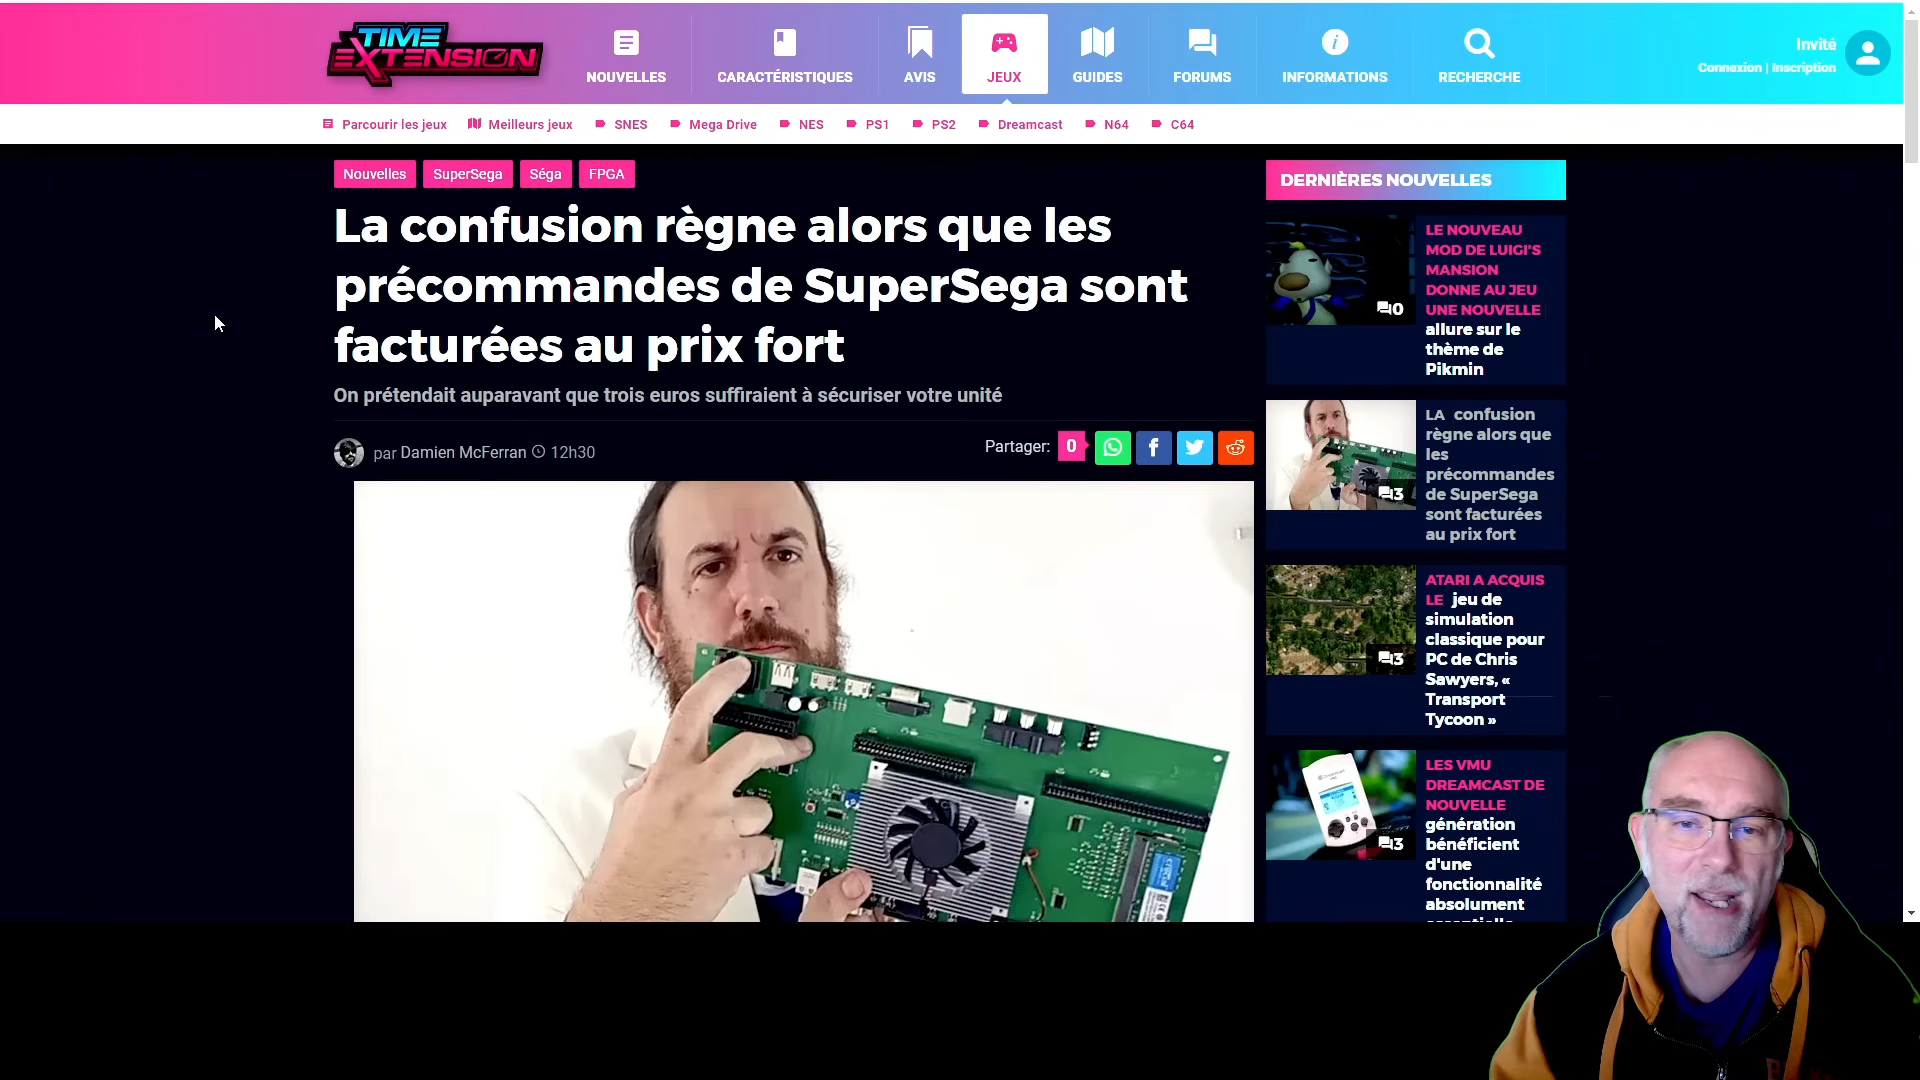 TIME
EXTENSION
NOUVELLES
CARACTÉRISTIQUES
AVIS
JEUX
GUIDES
FORUMS
INFORMATIONS
RECHERCHE
Invité
Connexion | Inscription
Parcourir les jeux
Meilleurs jeux
SNES
Mega Drive
NES
PS1
PS2
Dreamcast
N64
C64
Nouvelles
SuperSega
Séga
FPGA
La confusion règne alors que les
précommandes de SuperSega sont
facturées au prix fort
On prétendait auparavant que trois euros suffiraient à sécuriser votre unité
par Damien McFerran 12h30
Partager:
0
DERNIÈRES NOUVELLES
LE NOUVEAU
MOD DE LUIGI'S
MANSION
DONNE AU JEU
UNE NOUVELLE
allure sur le
thème de
Pikmin
0
LA confusion
règne alors que
les
précommandes
de SuperSega
sont facturées
au prix fort
3
ATARI A ACQUIS
LE jeu de
simulation
classique pour
PC de Chris
Sawyers, «
Transport
Tycoon »
3
LES VMU
DREAMCAST DE
NOUVELLE
génération
bénéficient
d'une
fonctionnalité
absolument
3